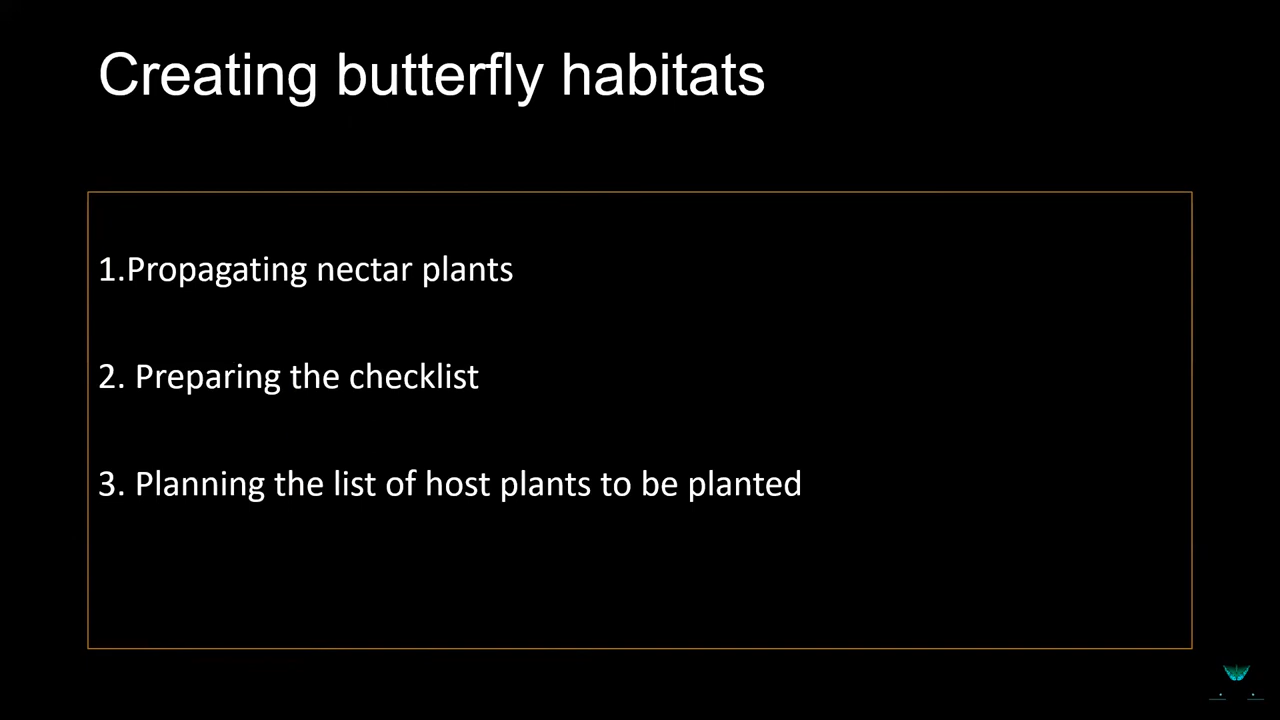 Creating butterfly habitats
1.Propagating nectar plants
2. Preparing the checklist
3. Planning the list of host plants to be planted